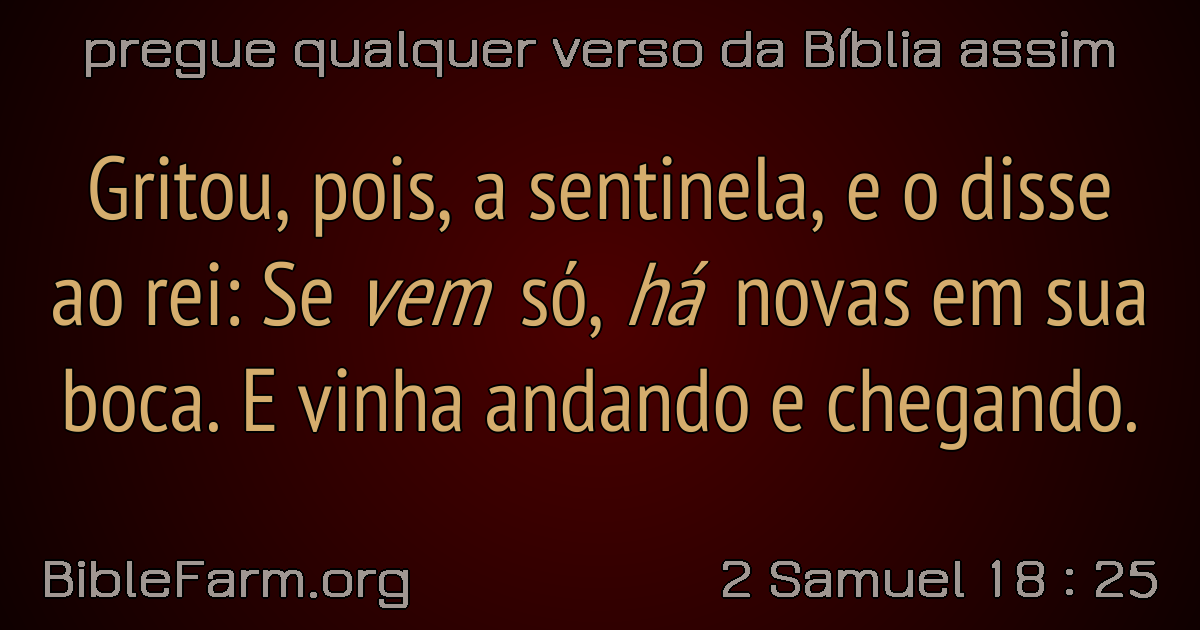 pregue qualquer verso da Bíblia assim
Gritou, pois, a sentinela, e o disse
ao rei: Se vem só, há novas em sua
boca. E vinha andando e chegando.
BibleFarm.org
2 Samuel 18 : 25